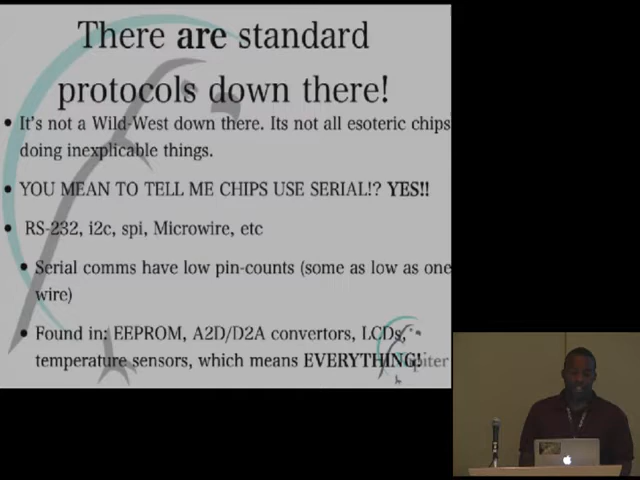 There are standard
protocols down there!
• It's not a Wild-West down there. Its not all esoteric chips
doing inexplicable things.
• YOU MEAN TO TELL ME CHIPS USE SERIAL!? YES!!
• RS-232, i2c, spi, Microwire, etc
• Serial comms have low pin-counts (some as low as one
wire)
• Found in: EEPROM, A2D/D2A convertors, LCDs,
temperature sensors, which means EVERYTHING!